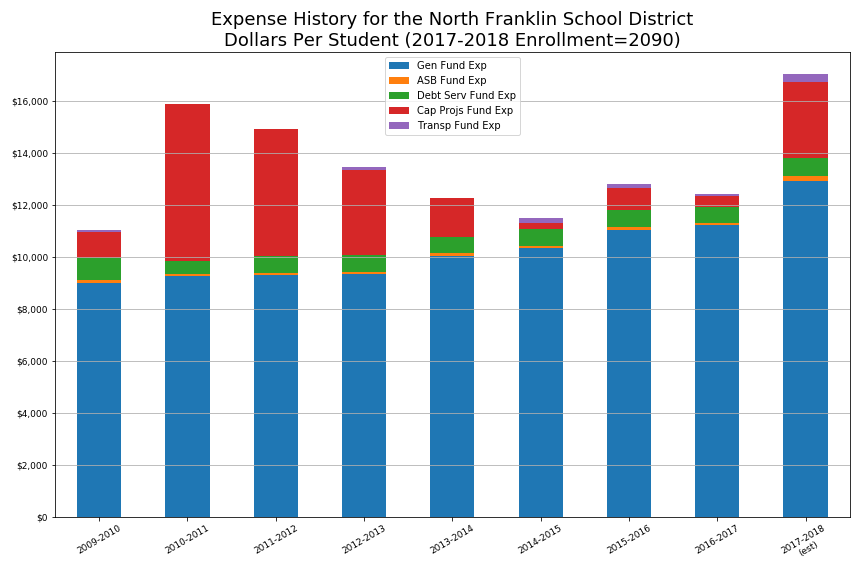 Expense History for the North Franklin School District
Dollars Per Student (2017-2018 Enrollment=2090)
Gen Fund Exp
ASB Fund Exp
Debt Serv Fund Exp
Cap Projs Fund Exp
Transp Fund Exp
$16,000
$14,000
$12,000
$10,000
$8,000
$6,000
$4,000
$2,000
$0
2009-2010
2010-2011
2011-2012
2012-2013
2013-2014
2014-2015
2015-2016
2016-2017
2017-2018
(est)